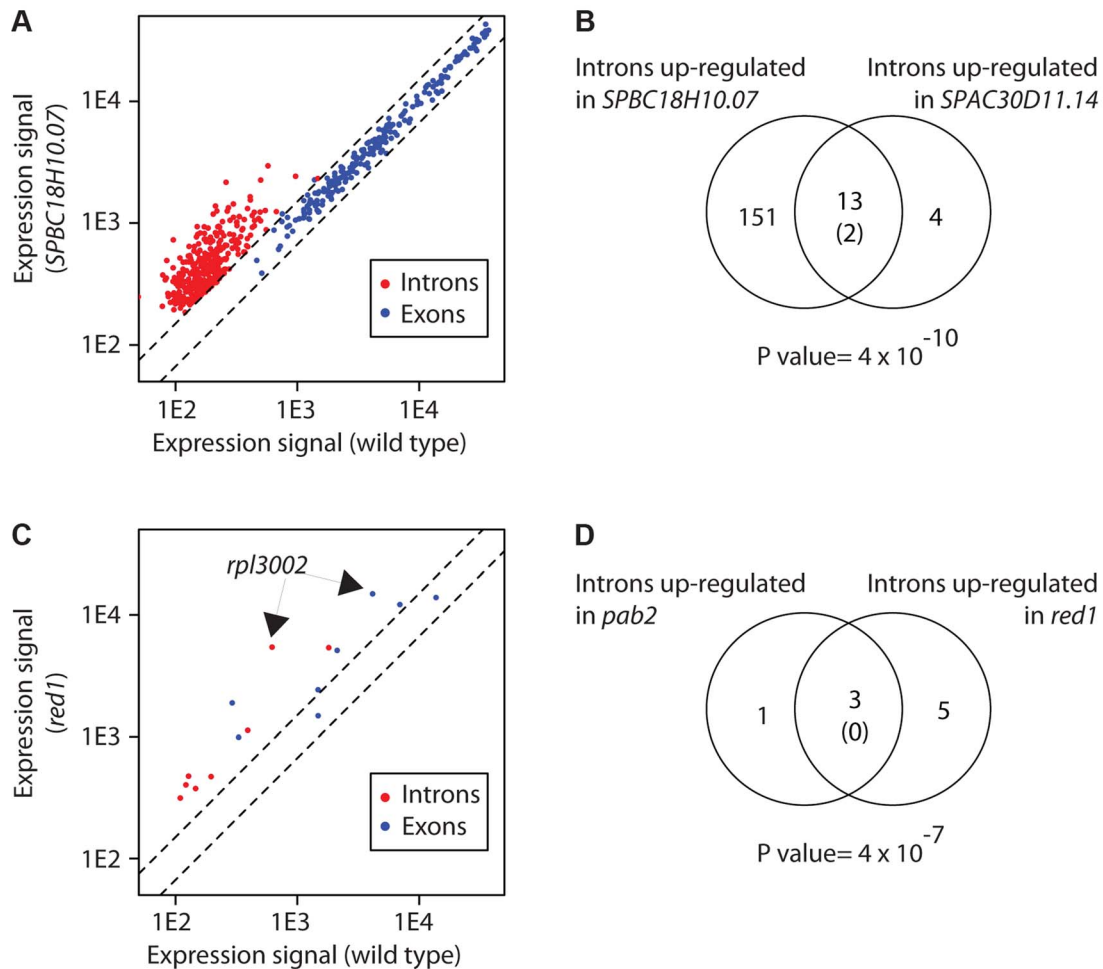 A
Expression signal
(SPBC18H10.07)
1E4
1E3
1E2
Introns
Exons
1E2 1E3 1E4
Expression signal (wild type)
B
Introns up-regulated
in SPBC18H10.07
Introns up-regulated
in SPAC30D11.14
151
13
(2)
4
P value= 4 x 10-10
C
Expression signal
(red1)
1E4
1E3
1E2
rpl3002
Introns
Exons
1E2 1E3 1E4
Expression signal (wild type)
D
Introns up-regulated
in pab2
Introns up-regulated
in red1
1
3
(0)
5
P value= 4 x 10-7